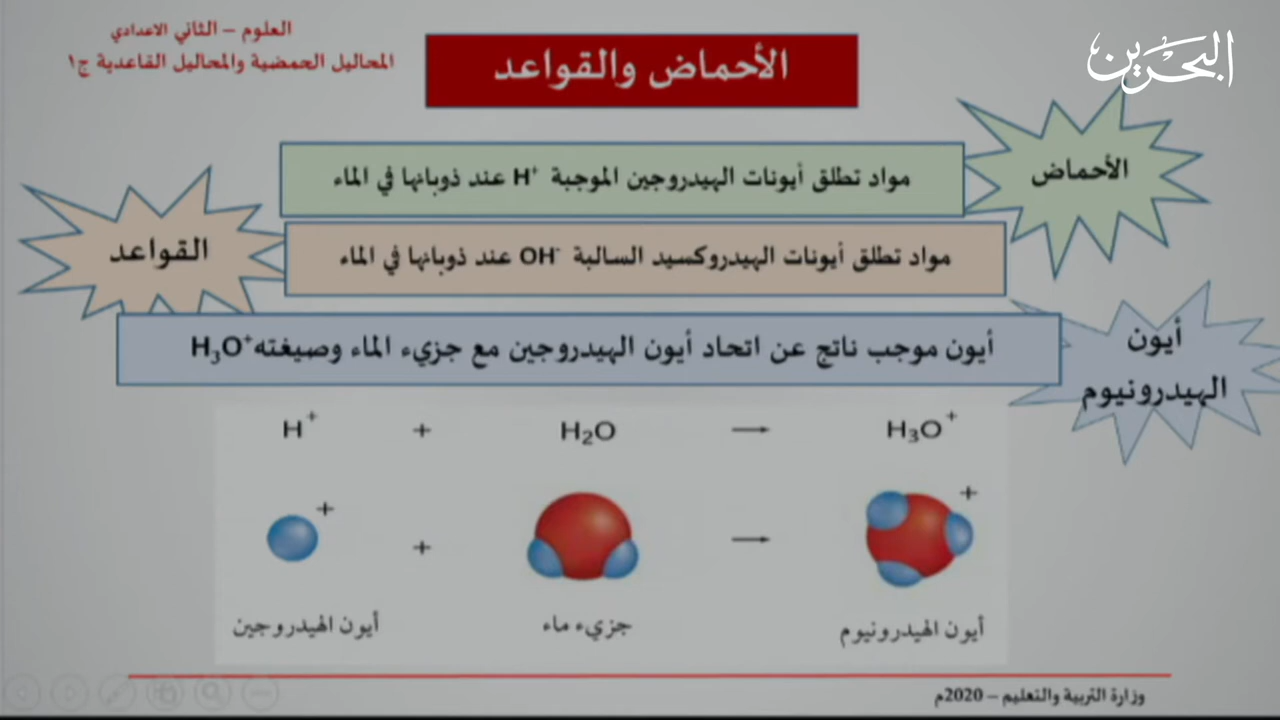 العلوم – الثاني الاعدادي
المحاليل الحمضية والمحاليل القاعدية ج١
البحرين
الأحماض والقواعد
الأحماض
مواد تطلق أيونات الهيدروجين الموجبة H⁺ عند ذوبانها في الماء
القواعد
مواد تطلق أيونات الهيدروكسيد السالبة OH⁻ عند ذوبانها في الماء
أيون
الهيدرونيوم
أيون موجب ناتج عن اتحاد أيون الهيدروجين مع جزيء الماء وصيغته H₃O⁺
H⁺ + H₂O → H₃O⁺
+ + → +
أيون الهيدروجين جزيء ماء أيون الهيدرونيوم
وزارة التربية والتعليم – 2020م